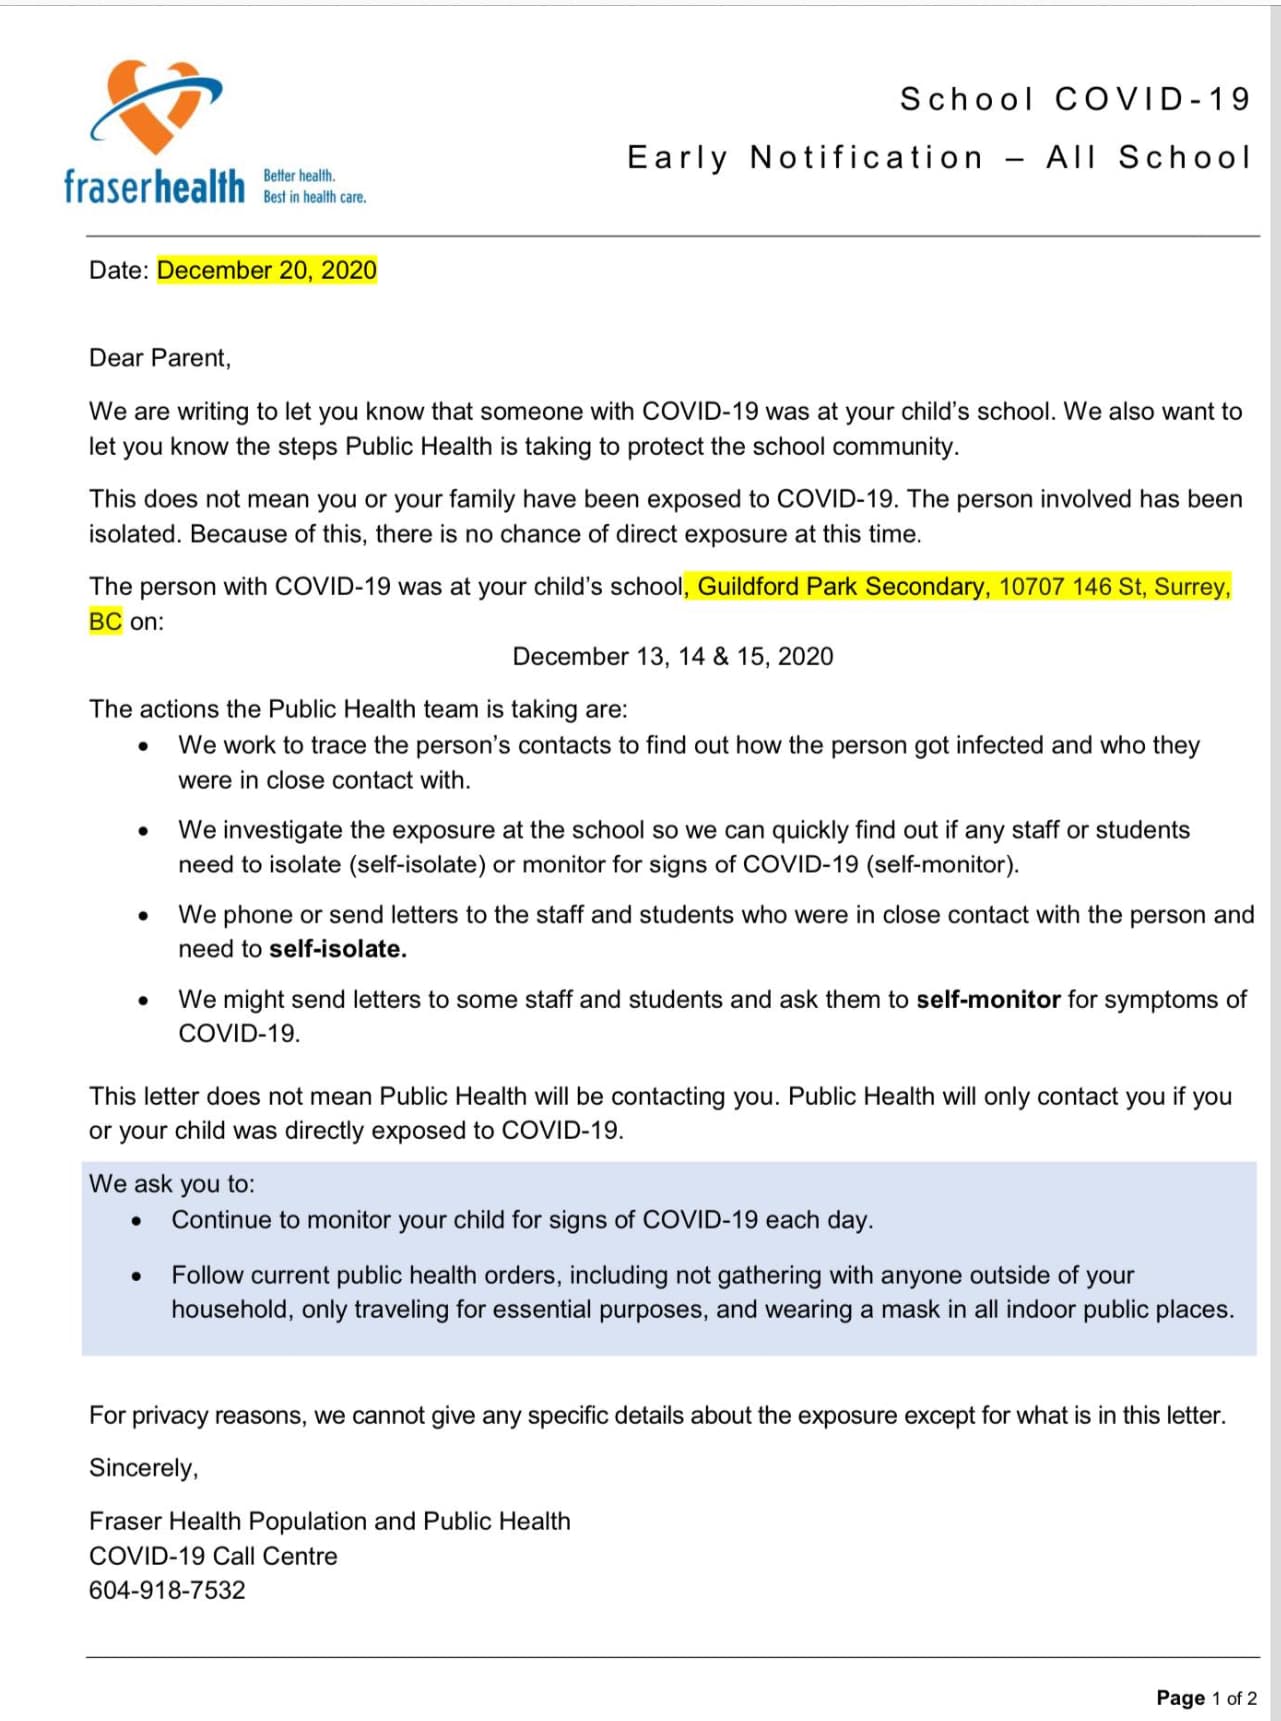 School COVID-19
Early Notification – All School
fraserhealth
Better health.
Best in health care.
Date: December 20, 2020
Dear Parent,
We are writing to let you know that someone with COVID-19 was at your child’s school. We also want to
let you know the steps Public Health is taking to protect the school community.
This does not mean you or your family have been exposed to COVID-19. The person involved has been
isolated. Because of this, there is no chance of direct exposure at this time.
The person with COVID-19 was at your child’s school, Guildford Park Secondary, 10707 146 St, Surrey,
BC on:
December 13, 14 & 15, 2020
The actions the Public Health team is taking are:
• We work to trace the person’s contacts to find out how the person got infected and who they
were in close contact with.
• We investigate the exposure at the school so we can quickly find out if any staff or students
need to isolate (self-isolate) or monitor for signs of COVID-19 (self-monitor).
• We phone or send letters to the staff and students who were in close contact with the person and
need to self-isolate.
• We might send letters to some staff and students and ask them to self-monitor for symptoms of
COVID-19.
This letter does not mean Public Health will be contacting you. Public Health will only contact you if you
or your child was directly exposed to COVID-19.
We ask you to:
• Continue to monitor your child for signs of COVID-19 each day.
• Follow current public health orders, including not gathering with anyone outside of your
household, only traveling for essential purposes, and wearing a mask in all indoor public places.
For privacy reasons, we cannot give any specific details about the exposure except for what is in this letter.
Sincerely,
Fraser Health Population and Public Health
COVID-19 Call Centre
604-918-7532
Page 1 of 2